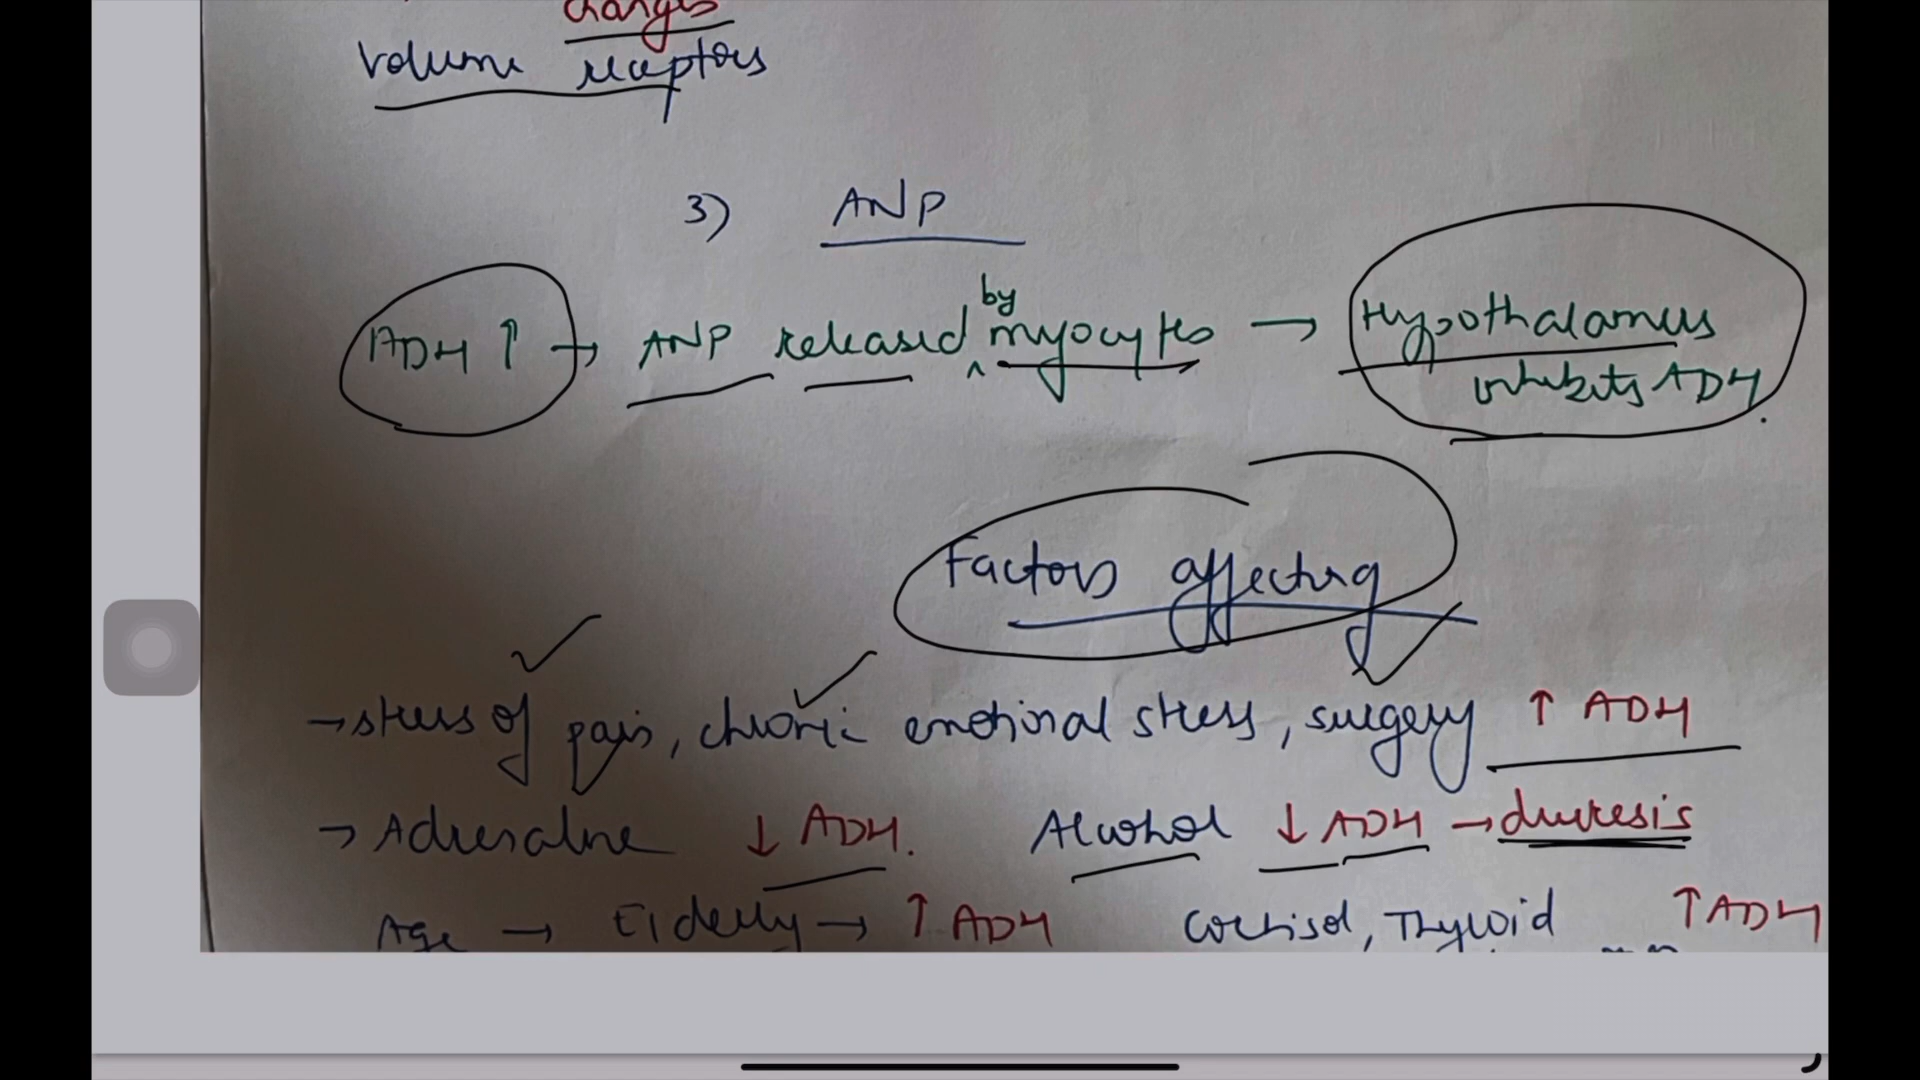 changes
Volume receptors
3) ANP
ADH ↑ → ANP released by myocytes → Hypothalamus
inhibits ADH.
Factors affecting
→ stress of pain, chronic emotional stress, surgery ↑ ADH
→ Adrenaline ↓ ADH. Alcohol ↓ ADH → diuresis
Age → Elderly → ↑ ADH Cortisol, Thyroid ↑ ADH